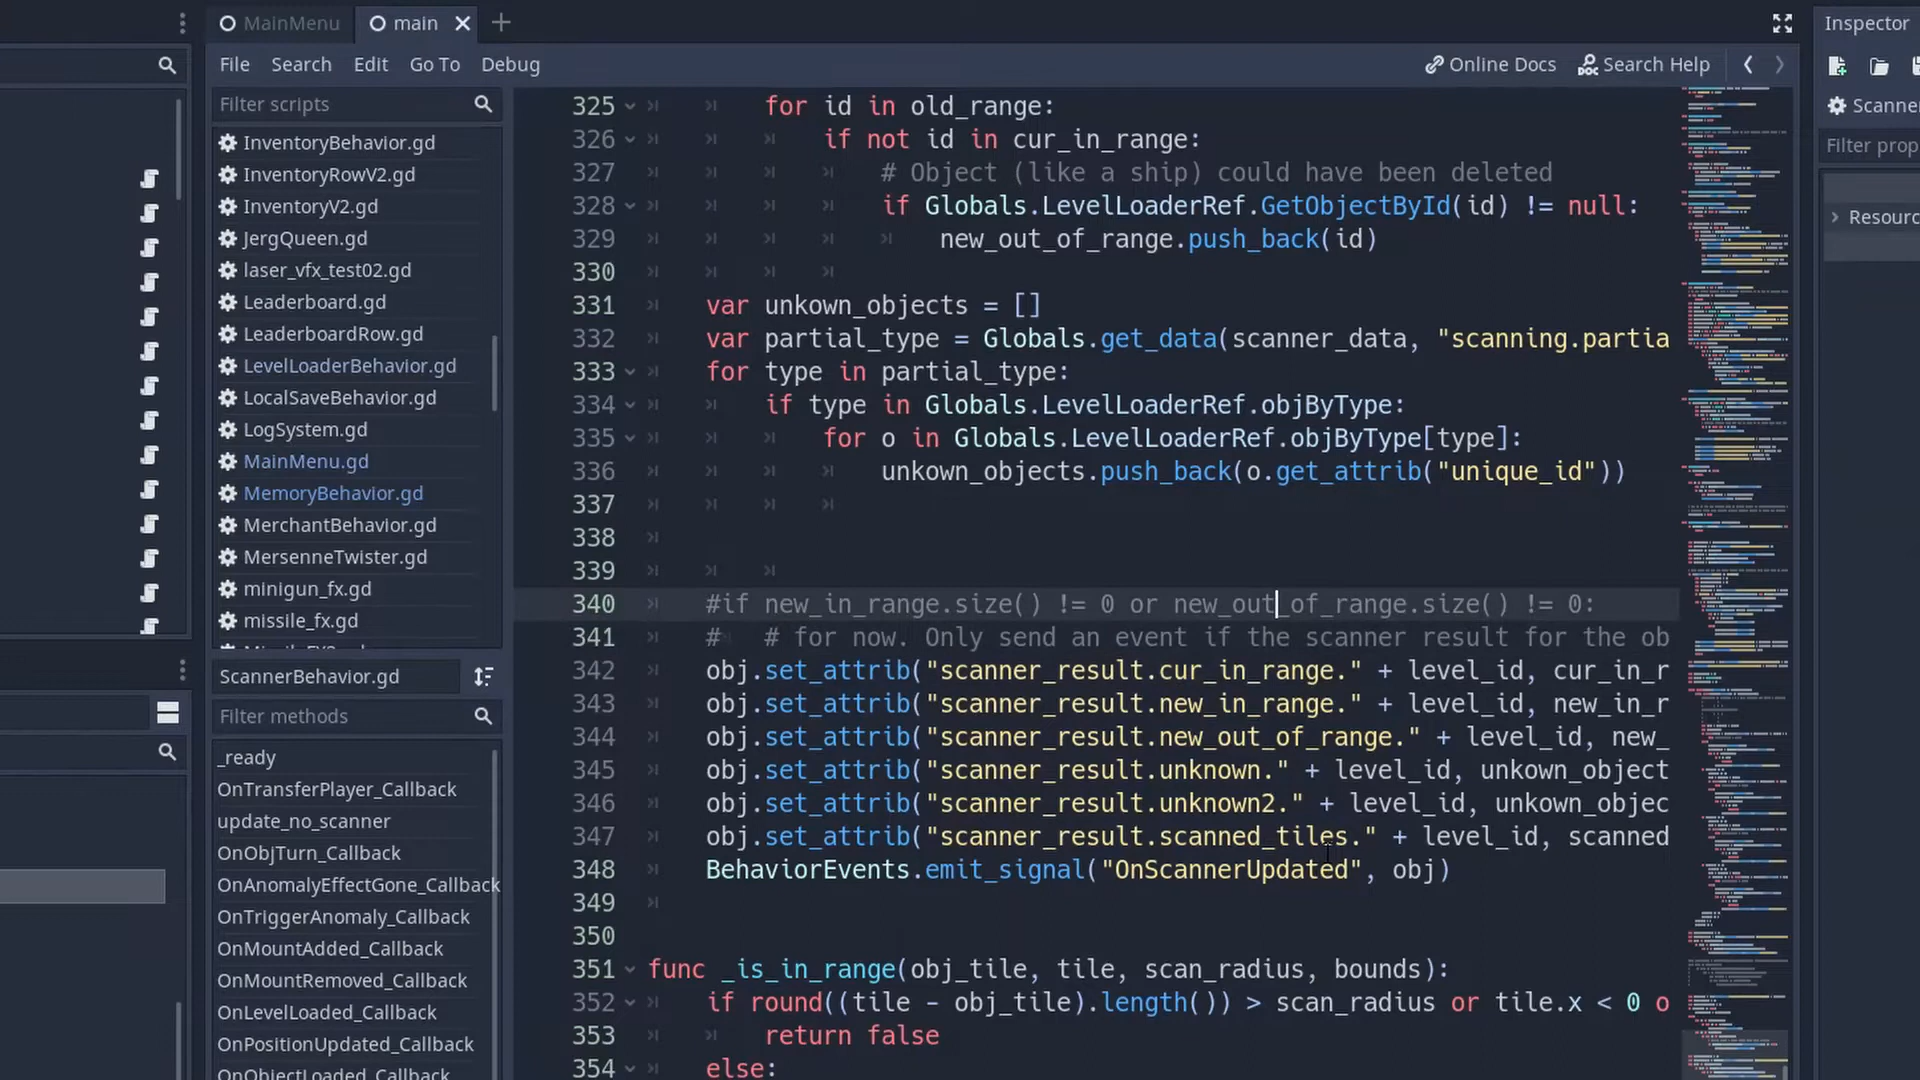 MainMenu
main
Inspector
File
Search
Edit
Go To
Debug
Online Docs
Search Help
Filter scripts
Scanner
Filter prop
Resourc
InventoryBehavior.gd
InventoryRowV2.gd
InventoryV2.gd
JergQueen.gd
laser_vfx_test02.gd
Leaderboard.gd
LeaderboardRow.gd
LevelLoaderBehavior.gd
LocalSaveBehavior.gd
LogSystem.gd
MainMenu.gd
MemoryBehavior.gd
MerchantBehavior.gd
MersenneTwister.gd
minigun_fx.gd
missile_fx.gd
ScannerBehavior.gd
Filter methods
_ready
OnTransferPlayer_Callback
update_no_scanner
OnObjTurn_Callback
OnAnomalyEffectGone_Callback
OnTriggerAnomaly_Callback
OnMountAdded_Callback
OnMountRemoved_Callback
OnLevelLoaded_Callback
OnPositionUpdated_Callback
OnObjectLoaded_Callback
325 for id in old_range:
326 if not id in cur_in_range:
327 # Object (like a ship) could have been deleted
328 if Globals.LevelLoaderRef.GetObjectById(id) != null:
329 new_out_of_range.push_back(id)
330
331 var unkown_objects = []
332 var partial_type = Globals.get_data(scanner_data, "scanning.partia
333 for type in partial_type:
334 if type in Globals.LevelLoaderRef.objByType:
335 for o in Globals.LevelLoaderRef.objByType[type]:
336 unkown_objects.push_back(o.get_attrib("unique_id"))
337
338
339
340 #if new_in_range.size() != 0 or new_out_of_range.size() != 0:
341 # # for now. Only send an event if the scanner result for the ob
342 obj.set_attrib("scanner_result.cur_in_range." + level_id, cur_in_r
343 obj.set_attrib("scanner_result.new_in_range." + level_id, new_in_r
344 obj.set_attrib("scanner_result.new_out_of_range." + level_id, new_
345 obj.set_attrib("scanner_result.unknown." + level_id, unkown_object
346 obj.set_attrib("scanner_result.unknown2." + level_id, unkown_objec
347 obj.set_attrib("scanner_result.scanned_tiles." + level_id, scanned
348 BehaviorEvents.emit_signal("OnScannerUpdated", obj)
349
350
351 func _is_in_range(obj_tile, tile, scan_radius, bounds):
352 if round((tile - obj_tile).length()) > scan_radius or tile.x < 0 o
353 return false
354 else: